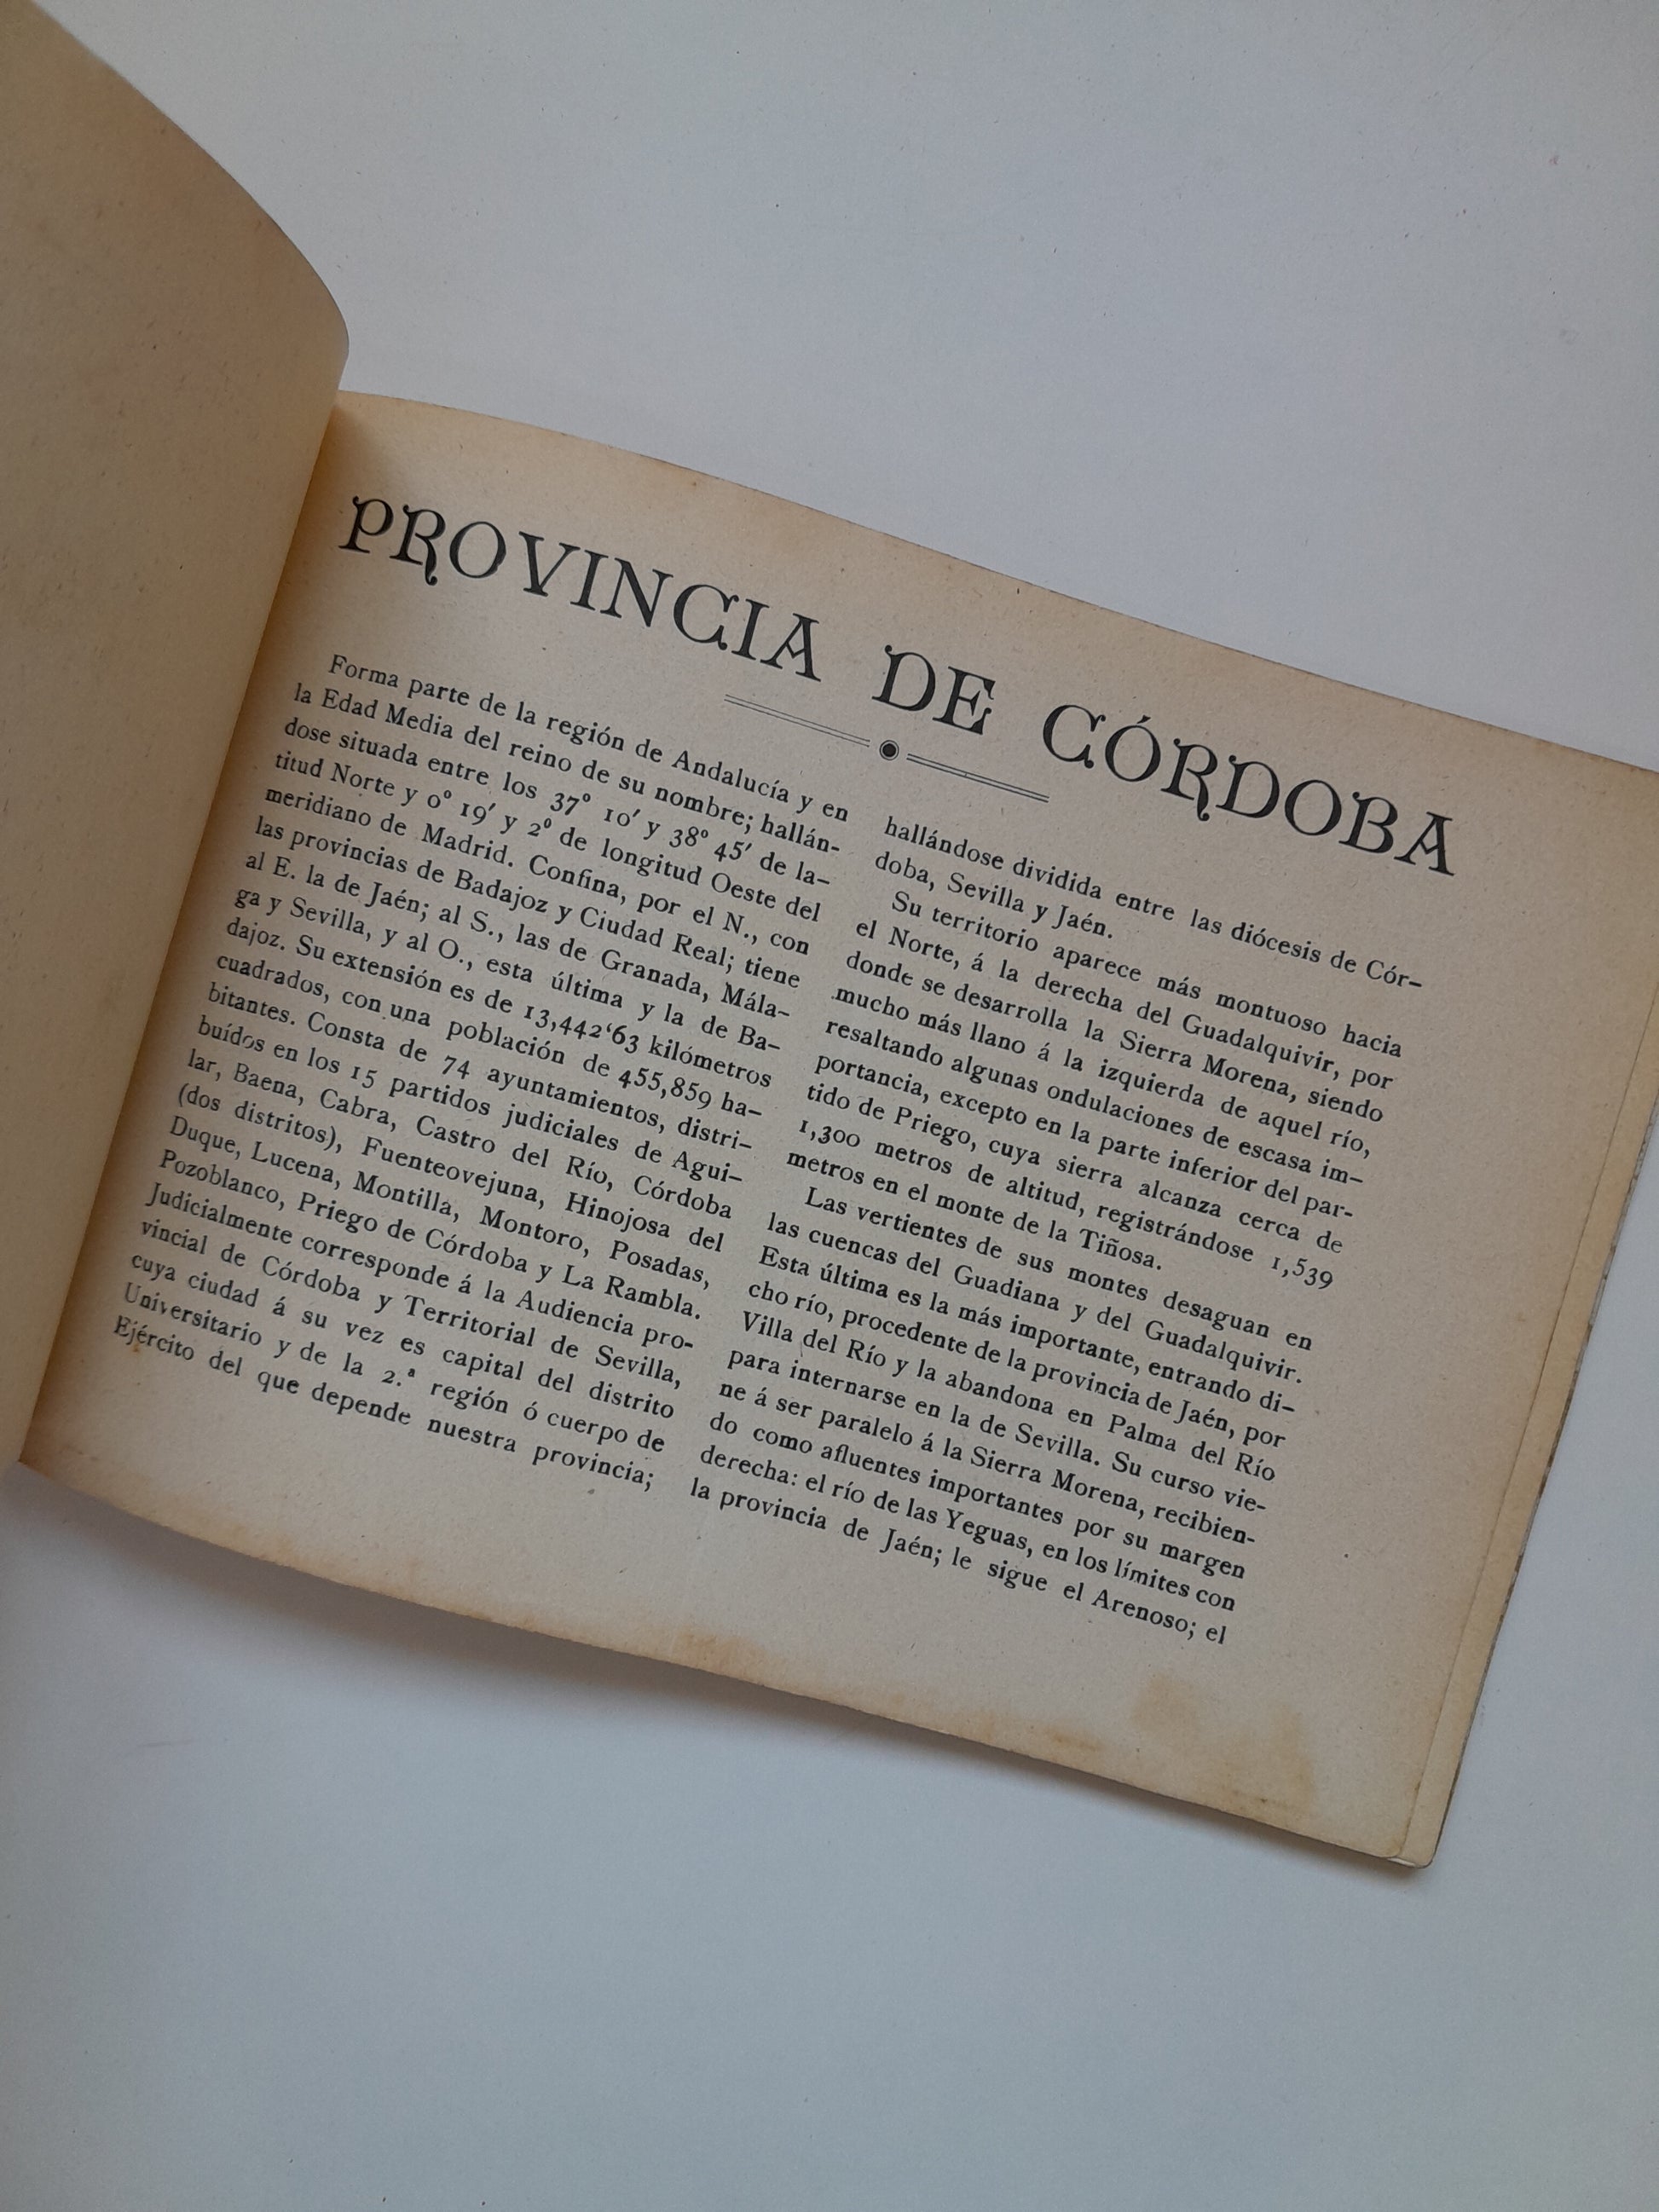 PROVINCIA DE CÓRDOBA
Forma parte de la región de Andalucía y en
la Edad Media del reino de su nombre; hallán-
dose situada entre los 37° 10' y 38° 45' de la-
titud Norte y 0° 19' y 2° de longitud Oeste del
meridiano de Madrid. Confina, por el N., con
las provincias de Badajoz y Ciudad Real; tiene
al E. la de Jaén; al S., las de Granada, Mála-
ga y Sevilla, y al O., esta última y la de Ba-
dajoz. Su extensión es de 13,442‘63 kilómetros
cuadrados, con una población de 455,859 ha-
bitantes. Consta de 74 ayuntamientos, distri-
buídos en los 15 partidos judiciales de Agui-
lar, Baena, Cabra, Castro del Río, Córdoba
(dos distritos), Fuenteovejuna, Hinojosa del
Duque, Lucena, Montilla, Montoro, Posadas,
Pozoblanco, Priego de Córdoba y La Rambla.
Judicialmente corresponde á la Audiencia pro-
vincial de Córdoba y Territorial de Sevilla,
cuya ciudad á su vez es capital del distrito
Universitario y de la 2.ª región ó cuerpo de
Ejército del que depende nuestra provincia;
hallándose dividida entre las diócesis de Cór-
doba, Sevilla y Jaén.
Su territorio aparece más montuoso hacia
el Norte, á la derecha del Guadalquivir, por
donde se desarrolla la Sierra Morena, siendo
mucho más llano á la izquierda de aquel río,
resaltando algunas ondulaciones de escasa im-
portancia, excepto en la parte inferior del par-
tido de Priego, cuya sierra alcanza cerca de
1,300 metros de altitud, registrándose 1,539
metros en el monte de la Tiñosa.
Las vertientes de sus montes desaguan en
las cuencas del Guadiana y del Guadalquivir.
Esta última es la más importante, entrando di-
cho río, procedente de la provincia de Jaén, por
Villa del Río y la abandona en Palma del Río
para internarse en la de Sevilla. Su curso vie-
ne á ser paralelo á la Sierra Morena, recibien-
do como afluentes importantes por su margen
derecha: el río de las Yeguas, en los límites con
la provincia de Jaén; le sigue el Arenoso; el